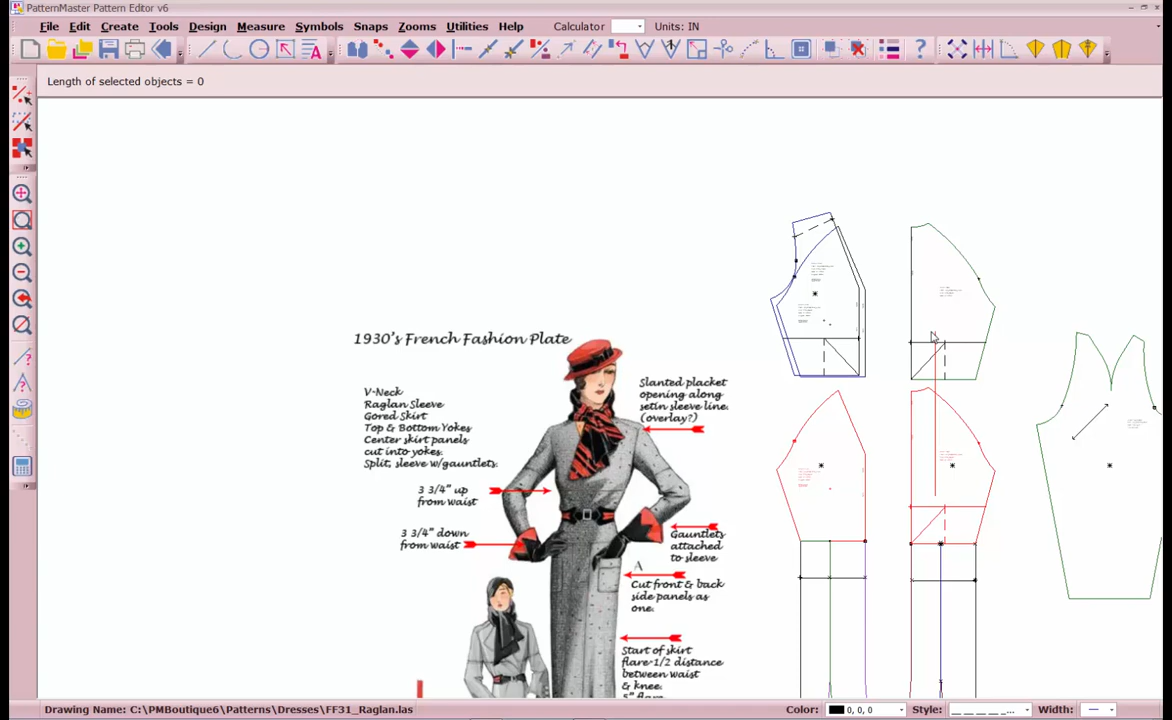 PatternMaster Pattern Editor v6
File Edit Create Tools Design Measure Symbols Snaps Zooms Utilities Help Calculator Units: IN
Length of selected objects = 0
1930's French Fashion Plate
V-Neck
Raglan Sleeve
Gored Skirt
Top & Bottom Yokes
Center skirt panels
cut into yokes.
Split, sleeve w/gauntlets.
Slanted placket
opening along
setin sleeve line.
(overlay?)
3 3/4" up
from waist
3 3/4" down
from waist
Gauntlets
attached
to sleeve
A
Cut front & back
side panels as
one.
Start of skirt
flare-1/2 distance
between waist
& knee.
5" flare
Drawing Name: C:\PMBoutique6\Patterns\Dresses\FF31_Raglan.las
Color: 0, 0, 0 Style: Width: